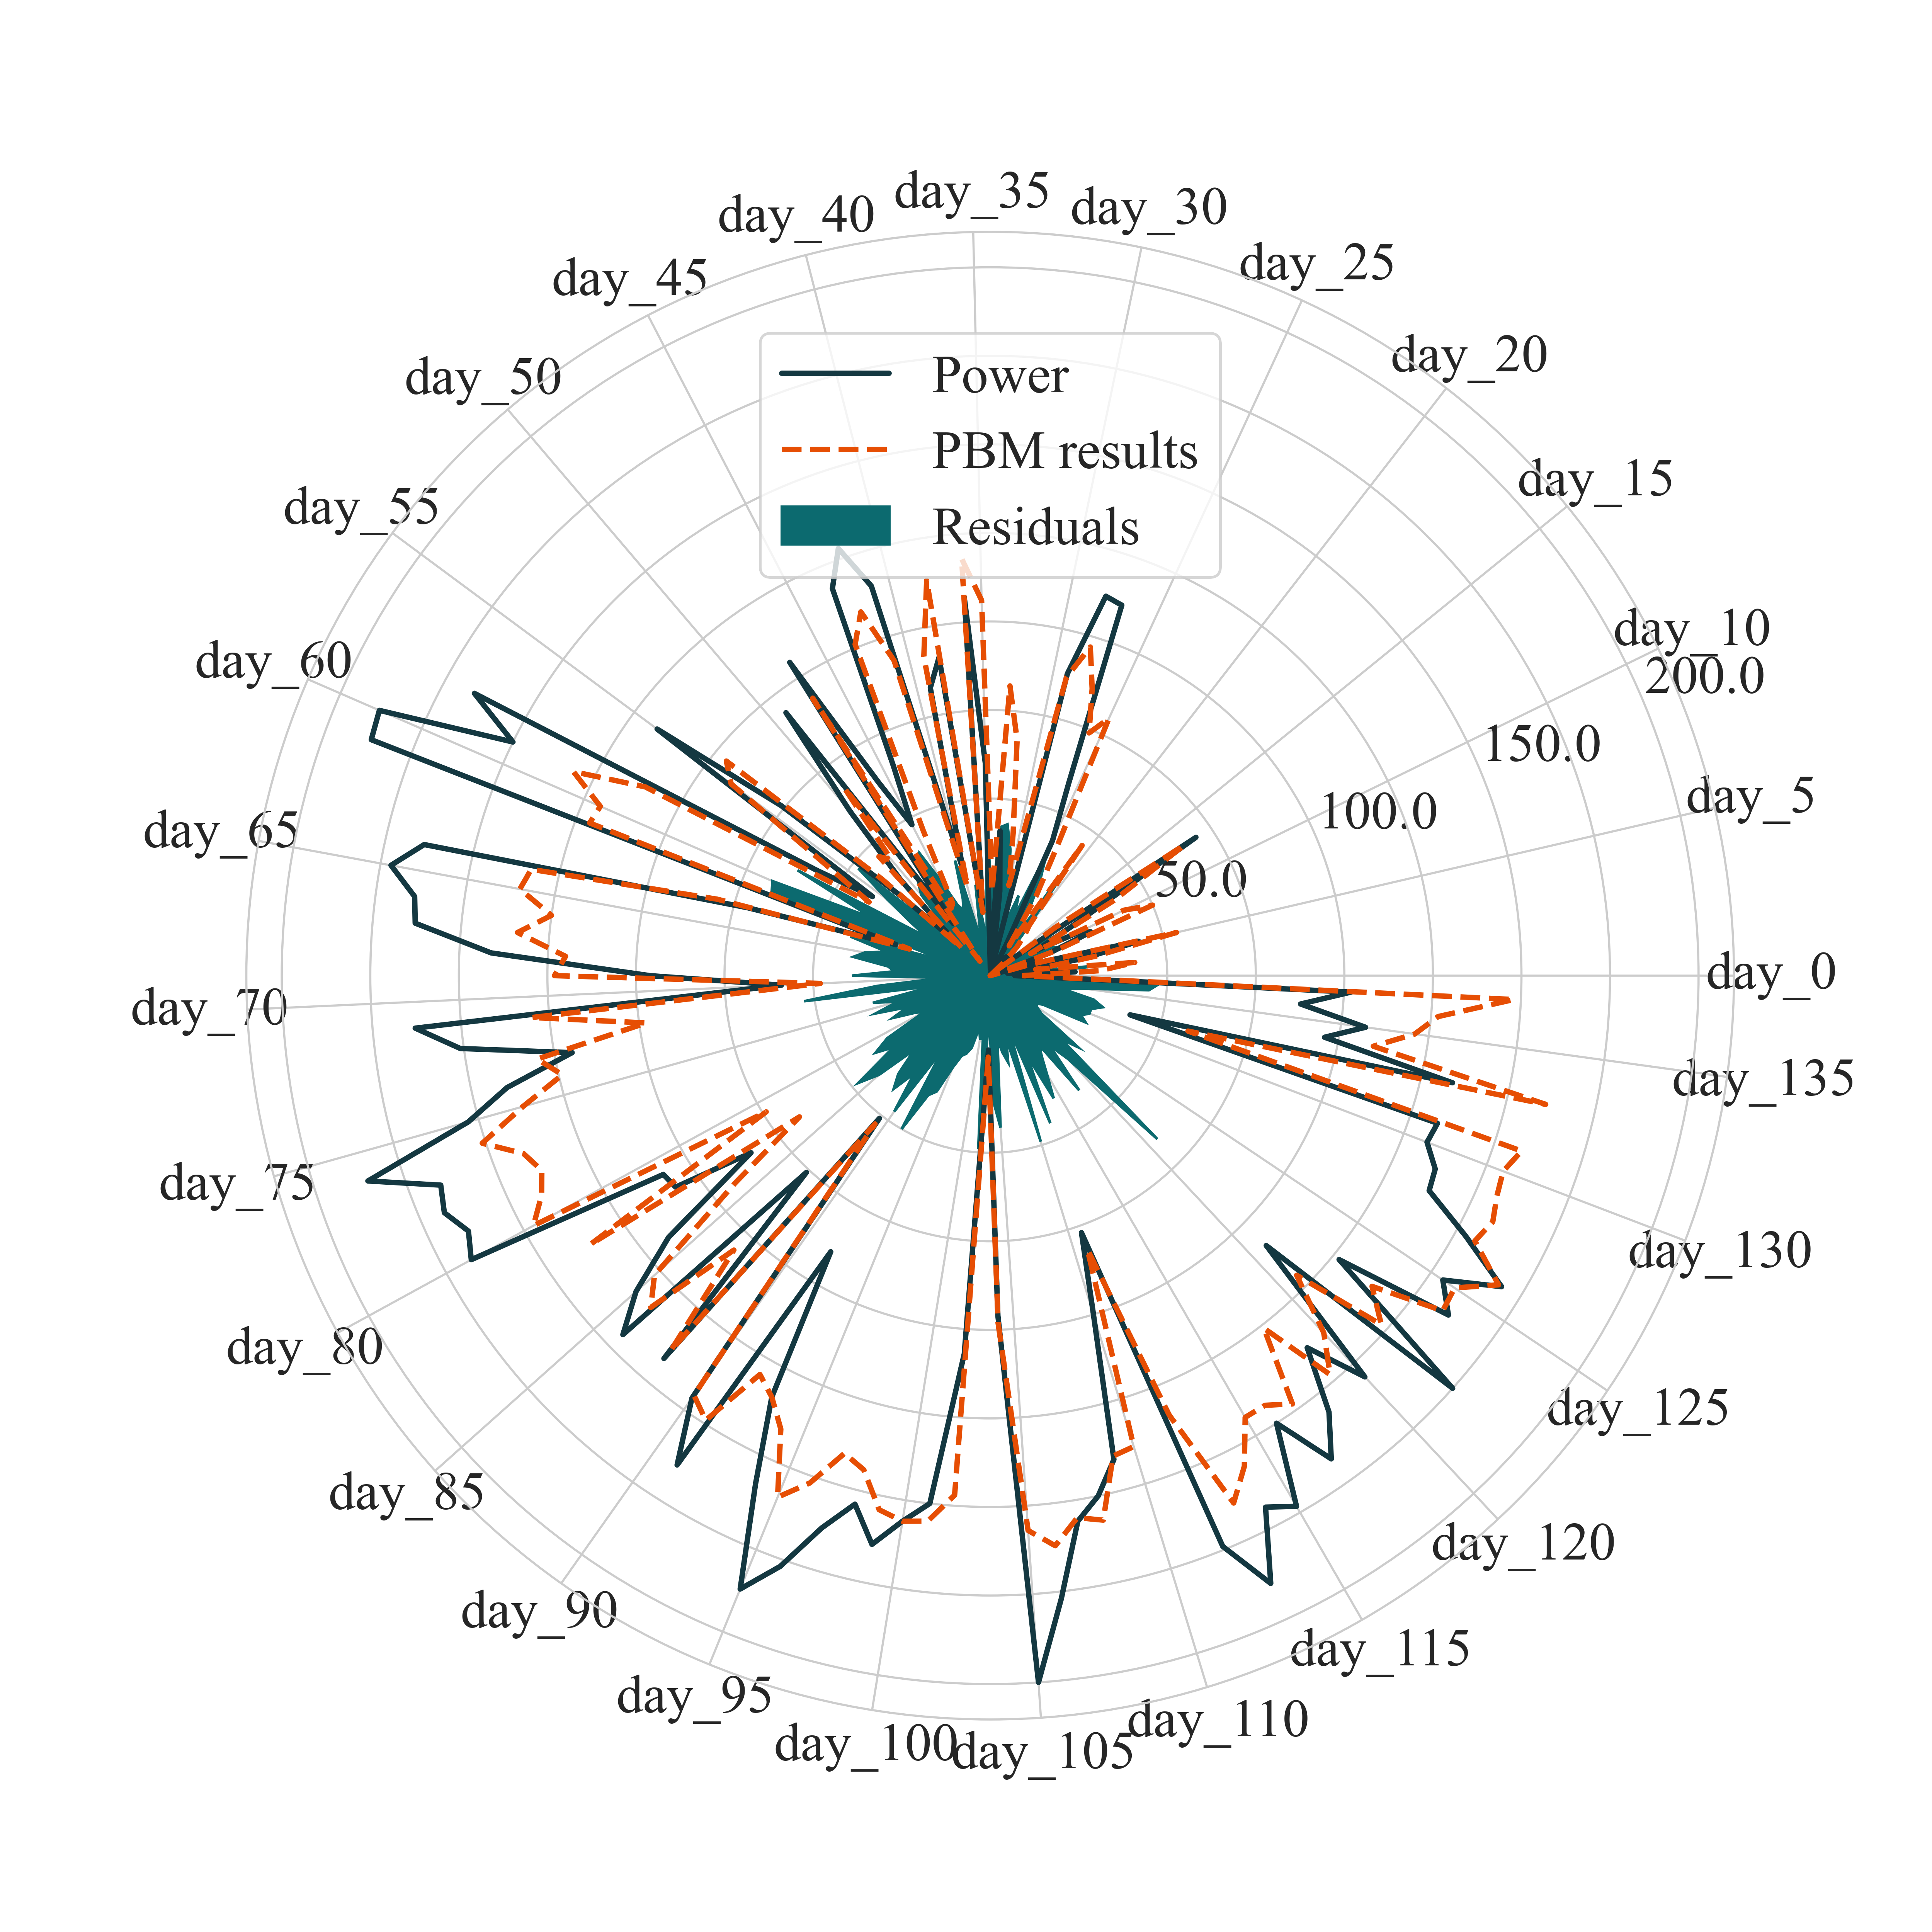 day_35
day_40
day_30
day_45
day_25
day_50
day_20
Power
PBM results
Residuals
day_55
day_15
day_60
day_10
200.0
150.0
day_65
day_5
100.0
50.0
day_70
day_0
day_75
day_135
day_80
day_130
day_85
day_125
day_90
day_120
day_95
day_115
day_100
day_105
day_110